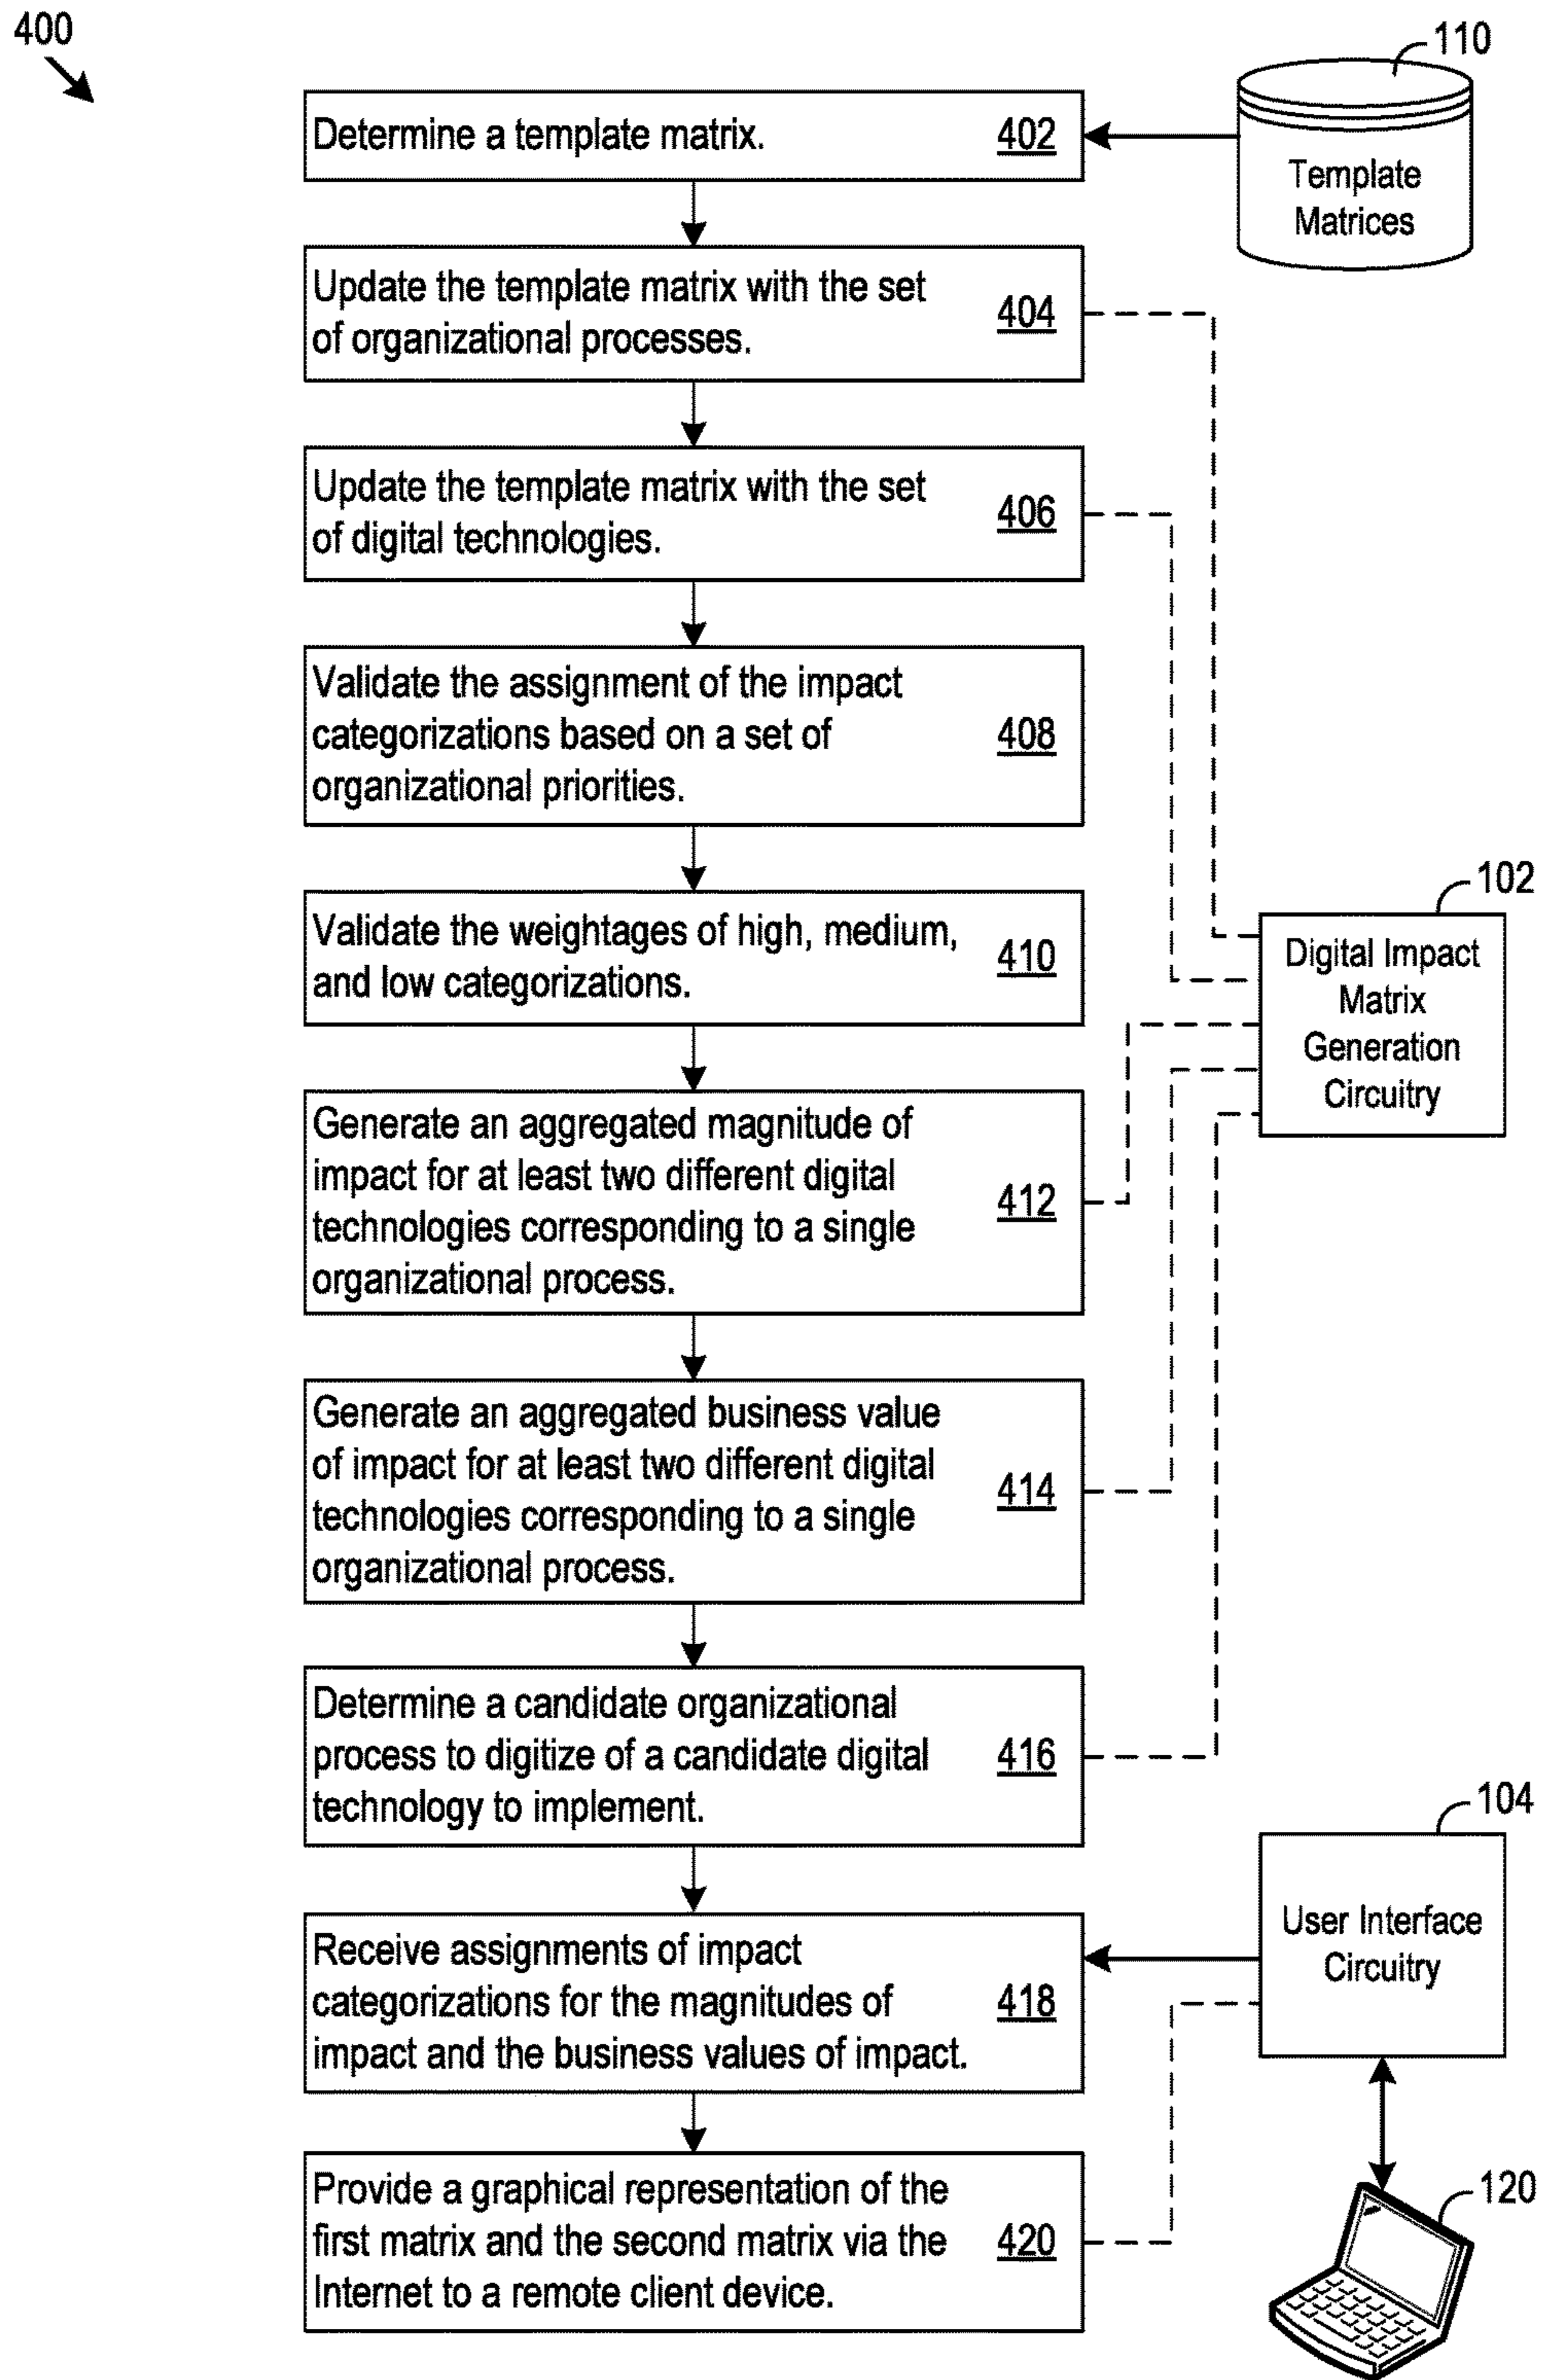 400
110
Determine a template matrix. 402
Template
Matrices
Update the template matrix with the set
of organizational processes.
404
Update the template matrix with the set
of digital technologies.
406
Validate the assignment of the impact
categorizations based on a set of
organizational priorities.
408
102
Validate the weightages of high, medium,
and low categorizations.
410
Digital Impact
Matrix
Generation
Circuitry
Generate an aggregated magnitude of
impact for at least two different digital
technologies corresponding to a single
organizational process.
412
Generate an aggregated business value
of impact for at least two different digital
technologies corresponding to a single
organizational process.
414
Determine a candidate organizational
process to digitize of a candidate digital
technology to implement.
416
104
User Interface
Circuitry
Receive assignments of impact
categorizations for the magnitudes of
impact and the business values of impact.
418
Provide a graphical representation of the
first matrix and the second matrix via the
Internet to a remote client device.
420
120